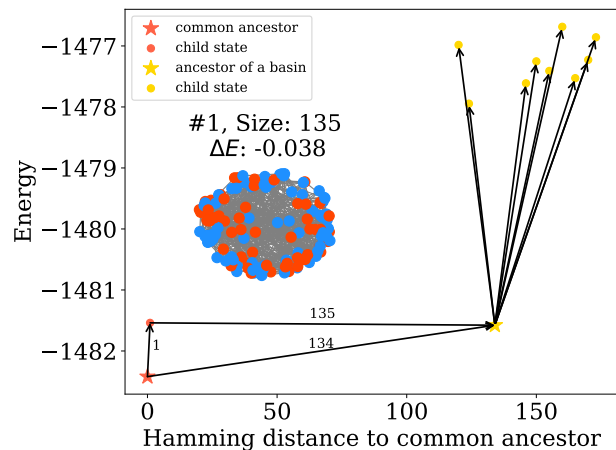 common ancestor
child state
ancestor of a basin
child state
#1, Size: 135
ΔE: -0.038
Energy
−1477
−1478
−1479
−1480
−1481
−1482
135
134
1
0
50
100
150
Hamming distance to common ancestor